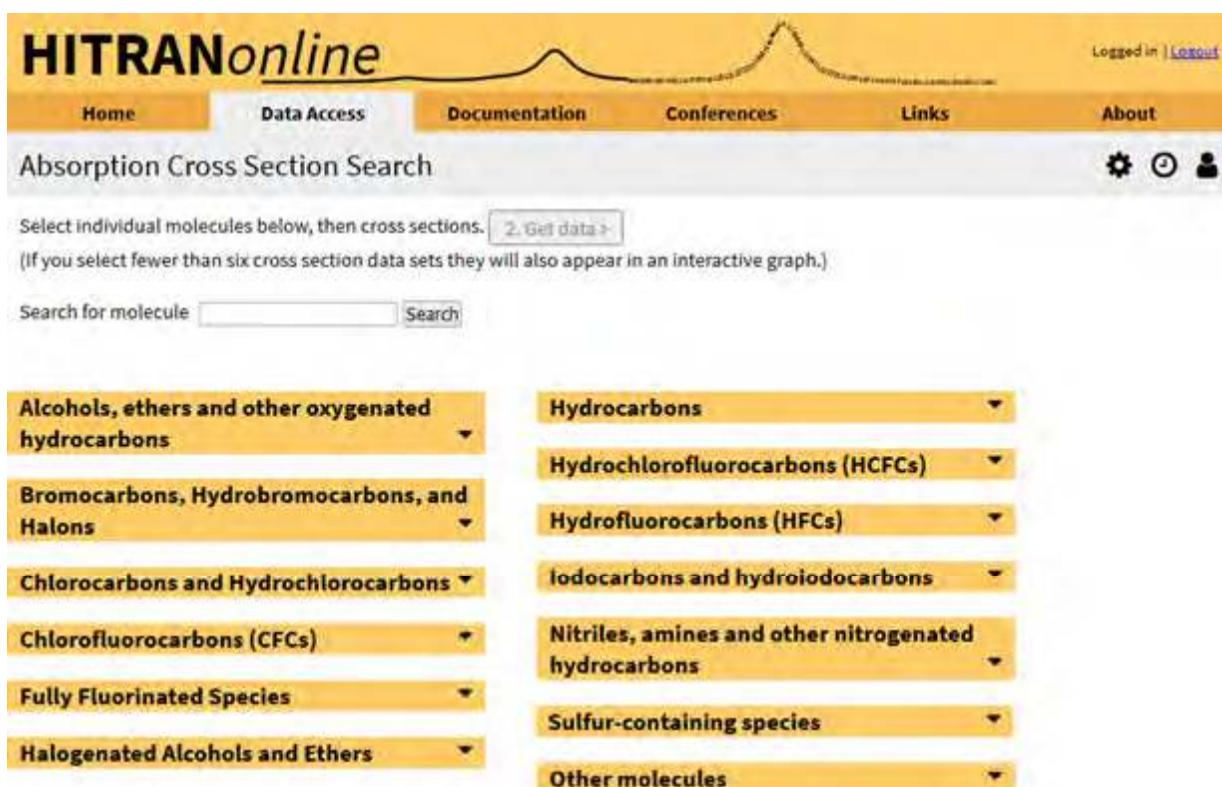 HITRANonline
Logged in | Logout
Home Data Access Documentation Conferences Links About
Absorption Cross Section Search
Select individual molecules below, then cross sections. 2. Get data >
(If you select fewer than six cross section data sets they will also appear in an interactive graph.)
Search for molecule Search
Alcohols, ethers and other oxygenated
hydrocarbons
Bromocarbons, Hydrobromocarbons, and
Halons
Chlorocarbons and Hydrochlorocarbons
Chlorofluorocarbons (CFCs)
Fully Fluorinated Species
Halogenated Alcohols and Ethers
Hydrocarbons
Hydrochlorofluorocarbons (HCFCs)
Hydrofluorocarbons (HFCs)
Iodocarbons and hydroiodocarbons
Nitriles, amines and other nitrogenated
hydrocarbons
Sulfur-containing species
Other molecules